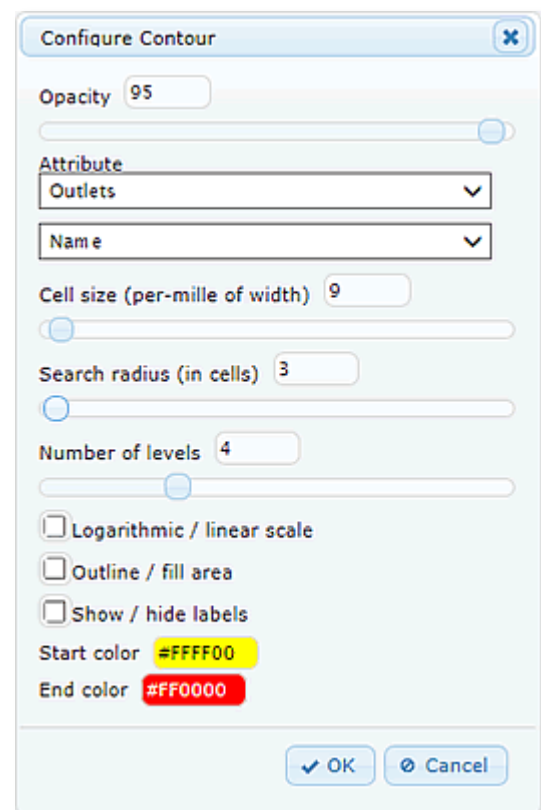 Configure Contour
Opacity 95
Attribute
Outlets
Name
Cell size (per-mille of width) 9
Search radius (in cells) 3
Number of levels 4
Logarithmic / linear scale
Outline / fill area
Show / hide labels
Start color #FFFF00
End color #FF0000
OK Cancel